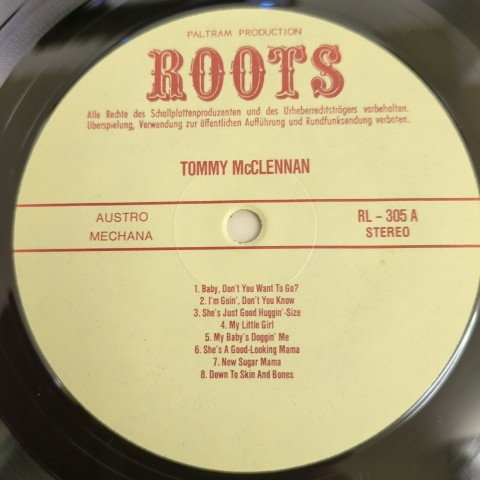 PALTRAM PRODUCTION
ROOTS
Alle Rechte des Schallplattenproduzenten und des Urheberrechtsträgers vorbehalten.
Überspielung, Verwendung zur öffentlichen Aufführung und Rundfunksendung verboten.
TOMMY McCLENNAN
AUSTRO
MECHANA
RL - 305 A
STEREO
1. Baby, Don't You Want To Go?
2. I'm Goin', Don't You Know
3. She's Just Good Huggin'-Size
4. My Little Girl
5. My Baby's Doggin' Me
6. She's A Good-Looking Mama
7. New Sugar Mama
8. Down To Skin And Bones